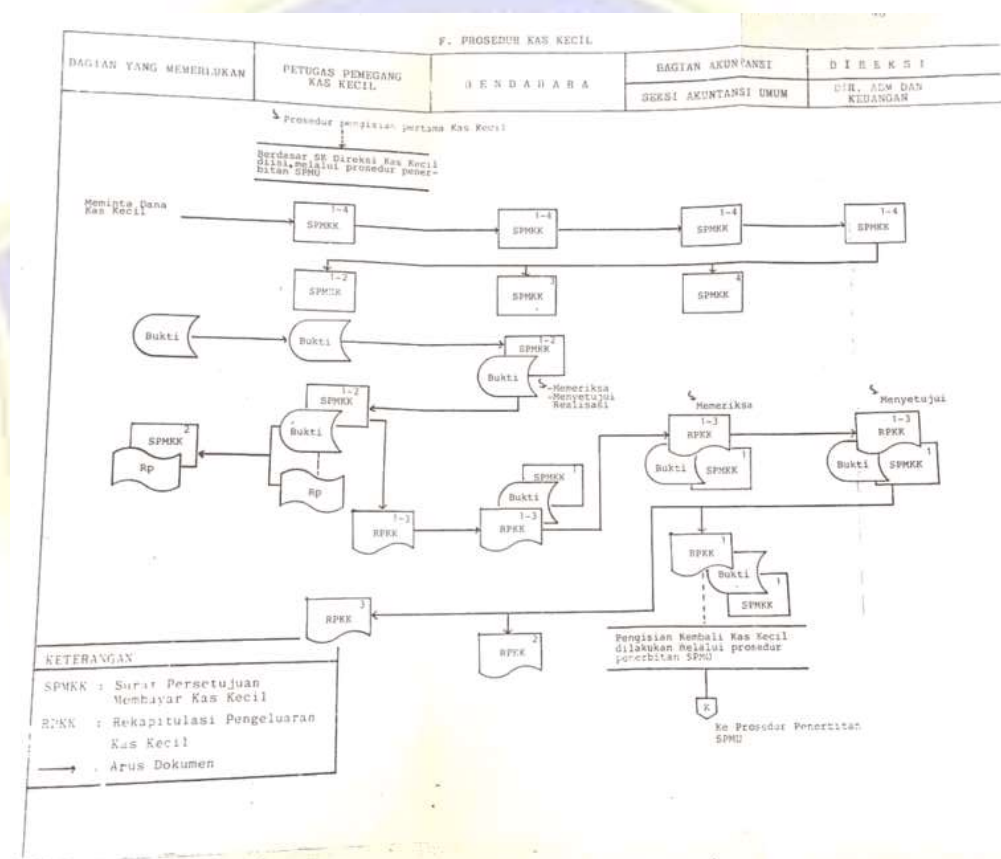 F. PROSEDUR KAS KECIL
BAGIAN YANG MEMERLUKAN
PETUGAS PEMEGANG
KAS KECIL
BENDAHARA
BAGIAN AKUNTANSI
SEKSI AKUNTANSI UMUM
DIREKSI
DIR. ADM DAN
KEUANGAN
Prosedur pengisian pertama Kas Kecil
Berdasar SK Direksi Kas Kecil
diisi melalui prosedur pener-
bitan SPMU
Meminta Dana
Kas Kecil
1-4
SPMKK
1-4
SPMKK
1-4
SPMKK
1-4
SPMKK
1-2
SPMKK
3
SPMKK
4
SPMKK
Bukti
Bukti
1-2
SPMKK
Bukti
-Memeriksa
-Menyetujui
Realisasi
1-2
SPMKK
Bukti
Rp
2
SPMKK
Rp
1-3
RPKK
1
SPMKK
Bukti
1-3
RPKK
Memeriksa
1-3
RPKK
Bukti
1
SPMKK
Menyetujui
1-3
RPKK
Bukti
1
SPMKK
1
RPKK
Bukti
1
SPMKK
3
RPKK
2
RPKK
Pengisian Kembali Kas Kecil
dilakukan melalui prosedur
penerbitan SPMU
K
Ke Prosedur Penerbitan
SPMU
KETERANGAN
SPMKK : Surat Persetujuan
Membayar Kas Kecil
RPKK : Rekapitulasi Pengeluaran
Kas Kecil
: Arus Dokumen